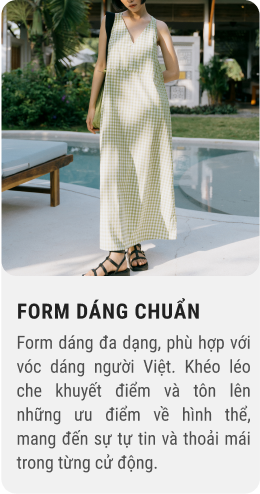 FORM DÁNG CHUẨN
Form dáng đa dạng, phù hợp với
vóc dáng người Việt. Khéo léo
che khuyết điểm và tôn lên
những ưu điểm về hình thể,
mang đến sự tự tin và thoải mái
trong từng cử động.